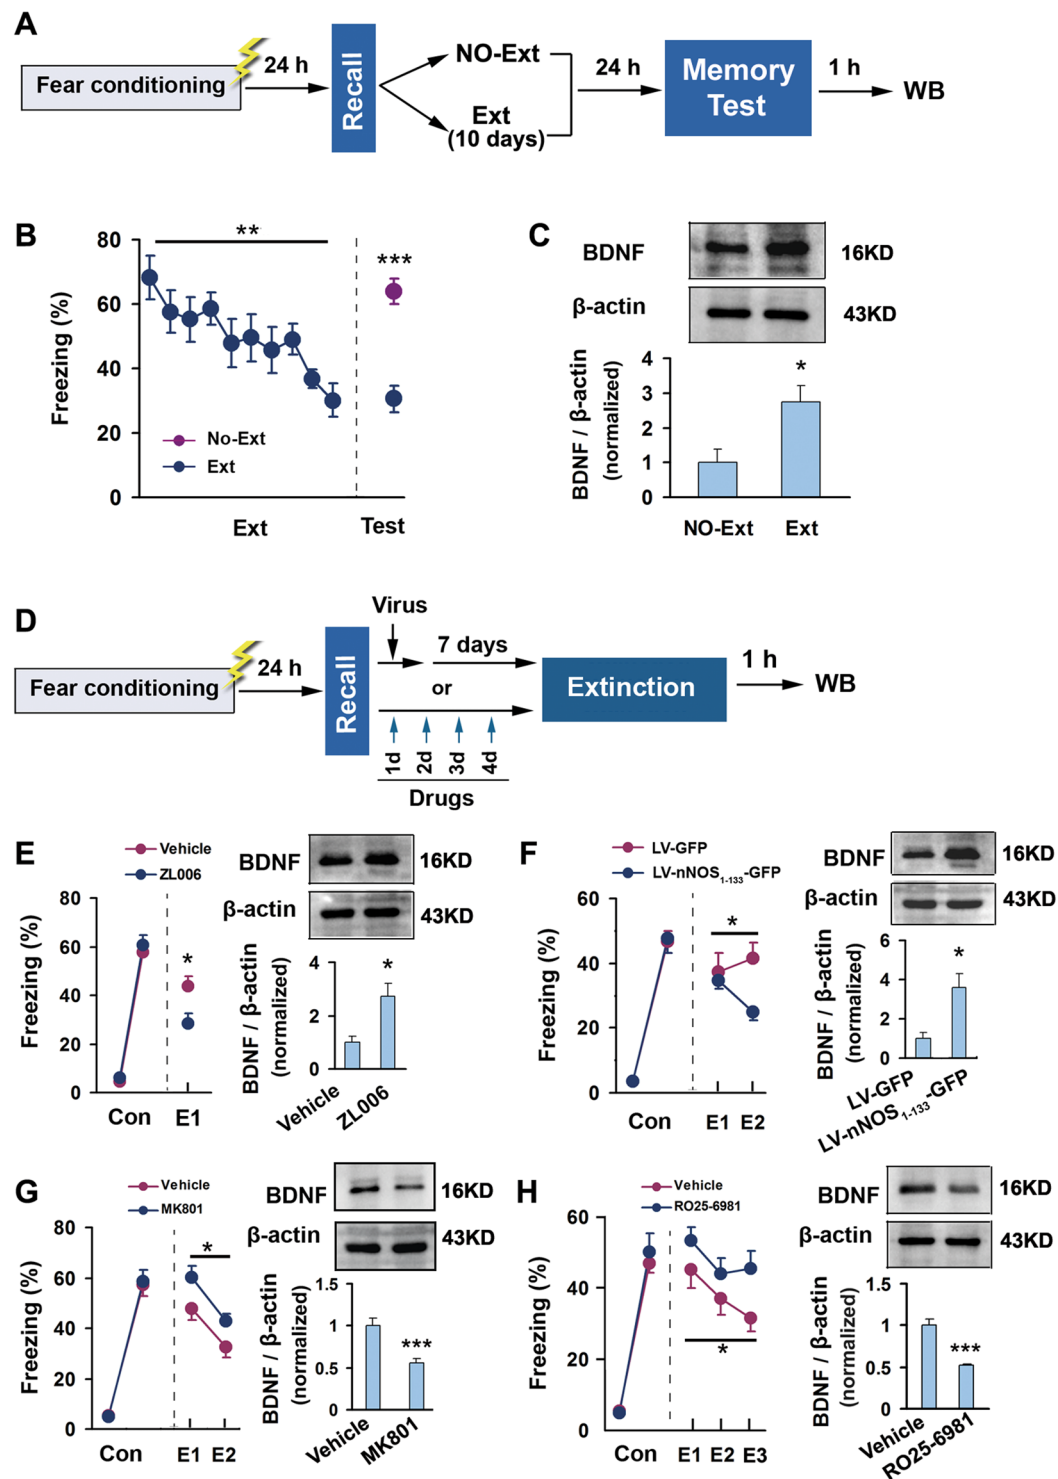 A
Fear conditioning
24 h
Recall
NO-Ext
Ext
(10 days)
24 h
Memory
Test
1 h
WB
B
Freezing (%)
80
60
40
20
0
**
***
No-Ext
Ext
Ext
Test
C
BDNF
16KD
β-actin
43KD
BDNF / β-actin
(normalized)
4
3
2
1
0
*
NO-Ext
Ext
D
Fear conditioning
24 h
Recall
Virus
7 days
or
1d
2d
3d
4d
Drugs
Extinction
1 h
WB
E
Vehicle
ZL006
Freezing (%)
80
60
40
20
0
*
Con
E1
BDNF
16KD
β-actin
43KD
BDNF / β-actin
(normalized)
4
2
0
*
Vehicle
ZL006
F
LV-GFP
LV-nNOS1-133-GFP
Freezing (%)
60
40
20
0
*
Con
E1
E2
BDNF
16KD
β-actin
43KD
BDNF / β-actin
(normalized)
6
4
2
0
*
LV-GFP
LV-nNOS1-133-GFP
G
Vehicle
MK801
Freezing (%)
80
60
40
20
0
*
Con
E1
E2
BDNF
16KD
β-actin
43KD
BDNF / β-actin
(normalized)
1.5
1
0.5
0
***
Vehicle
MK801
H
Vehicle
RO25-6981
Freezing (%)
60
40
20
0
*
Con
E1
E2
E3
BDNF
16KD
β-actin
43KD
BDNF / β-actin
(normalized)
1.5
1
0.5
0
***
Vehicle
RO25-6981